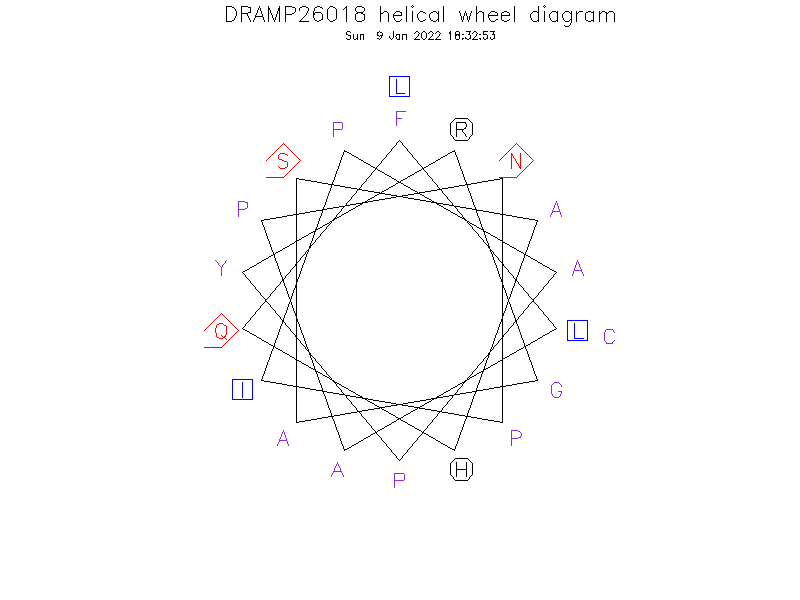 DRAMP26018 helical wheel diagram
Sun 9 Jan 2022 18:32:53
L
F
P R
S N
P A
Y A
Q L C
I G
A P
A H
P